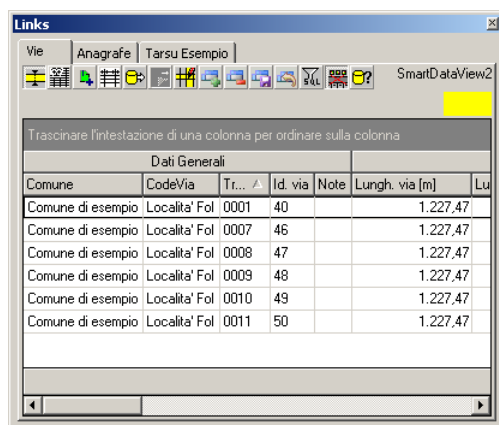 Links
Vie Anagrafe Tarsu Esempio
SQL SmartDataView2
Trascinare l'intestazione di una colonna per ordinare sulla colonna
Dati Generali
Comune CodeVia Tr... Id. via Note Lungh. via [m] Lu
Comune di esempio Localita' Fol 0001 40 1.227,47
Comune di esempio Localita' Fol 0007 46 1.227,47
Comune di esempio Localita' Fol 0008 47 1.227,47
Comune di esempio Localita' Fol 0009 48 1.227,47
Comune di esempio Localita' Fol 0010 49 1.227,47
Comune di esempio Localita' Fol 0011 50 1.227,47